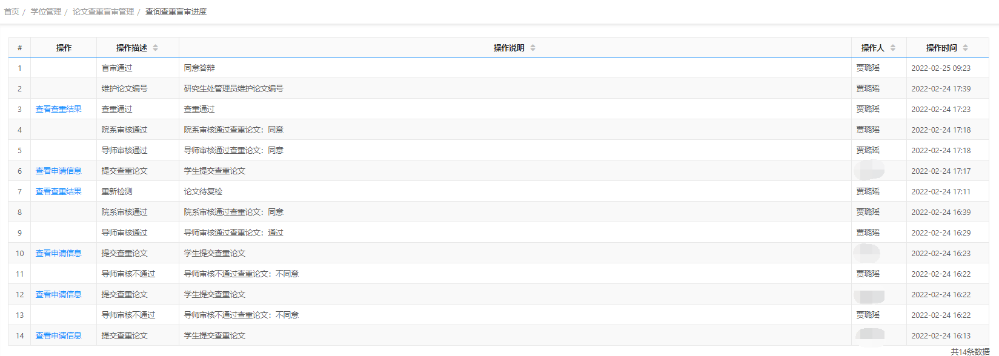 首页 / 学位管理 / 论文查重盲审管理 / 查询查重盲审进度
# 操作 操作描述 操作说明 操作人 操作时间
1 盲审通过 同意答辩 贾璐瑶 2022-02-25 09:23
2 维护论文编号 研究生处管理员维护论文编号 贾璐瑶 2022-02-24 17:39
3 查看查重结果 查重通过 查重通过 贾璐瑶 2022-02-24 17:23
4 院系审核通过 院系审核通过查重论文：同意 贾璐瑶 2022-02-24 17:18
5 导师审核通过 导师审核通过查重论文：同意 贾璐瑶 2022-02-24 17:18
6 查看申请信息 提交查重论文 学生提交查重论文 2022-02-24 17:17
7 查看查重结果 重新检测 论文待复检 贾璐瑶 2022-02-24 17:11
8 院系审核通过 院系审核通过查重论文：同意 贾璐瑶 2022-02-24 16:39
9 导师审核通过 导师审核通过查重论文：通过 贾璐瑶 2022-02-24 16:29
10 查看申请信息 提交查重论文 学生提交查重论文 2022-02-24 16:23
11 导师审核不通过 导师审核不通过查重论文：不同意 贾璐瑶 2022-02-24 16:22
12 查看申请信息 提交查重论文 学生提交查重论文 2022-02-24 16:22
13 导师审核不通过 导师审核不通过查重论文：不同意 贾璐瑶 2022-02-24 16:22
14 查看申请信息 提交查重论文 学生提交查重论文 2022-02-24 16:13
共14条数据